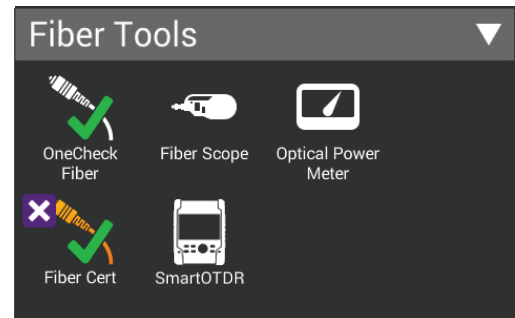 Fiber Tools
OneCheck
Fiber
Fiber Scope
Optical Power
Meter
Fiber Cert
SmartOTDR